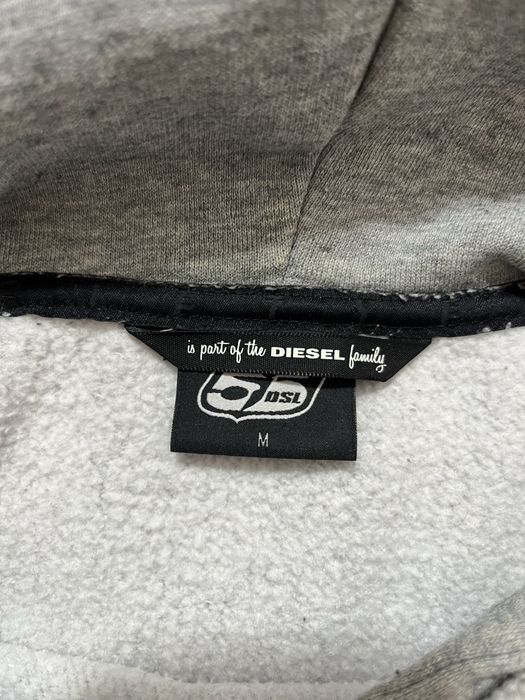 is part of the DIESEL family
55
DSL
M